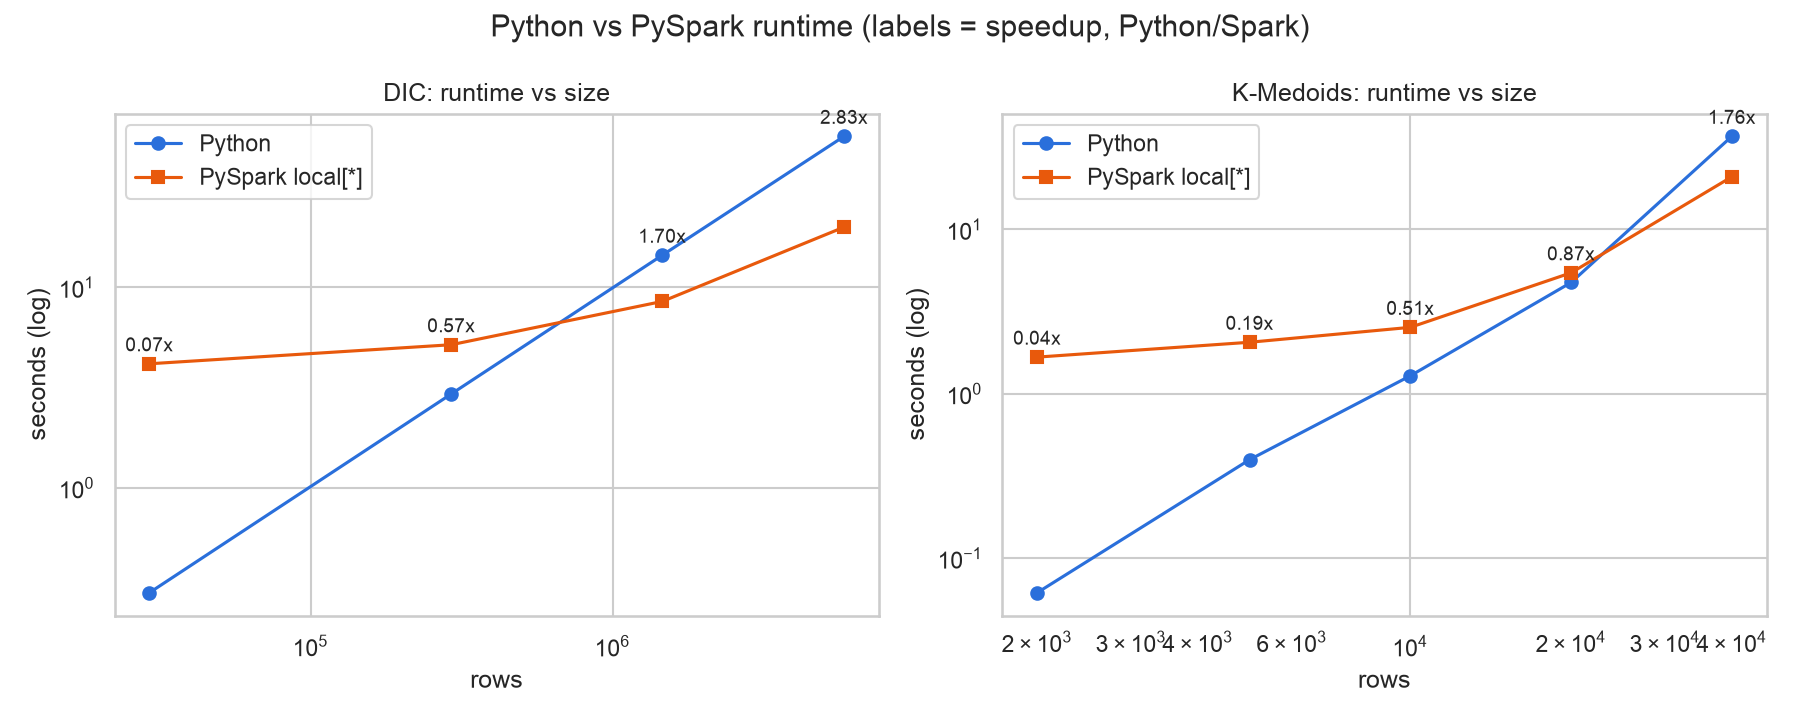 Python vs PySpark runtime (labels = speedup, Python/Spark)
DIC: runtime vs size
Python
PySpark local[*]
0.07x
0.57x
1.70x
2.83x
seconds (log)
10¹
10⁰
10⁵
10⁶
rows
K-Medoids: runtime vs size
Python
PySpark local[*]
0.04x
0.19x
0.51x
0.87x
1.76x
seconds (log)
10¹
10⁰
10⁻¹
2 × 10³
3 × 10³
4 × 10³
6 × 10³
10⁴
2 × 10⁴
3 × 10⁴
4 × 10⁴
rows